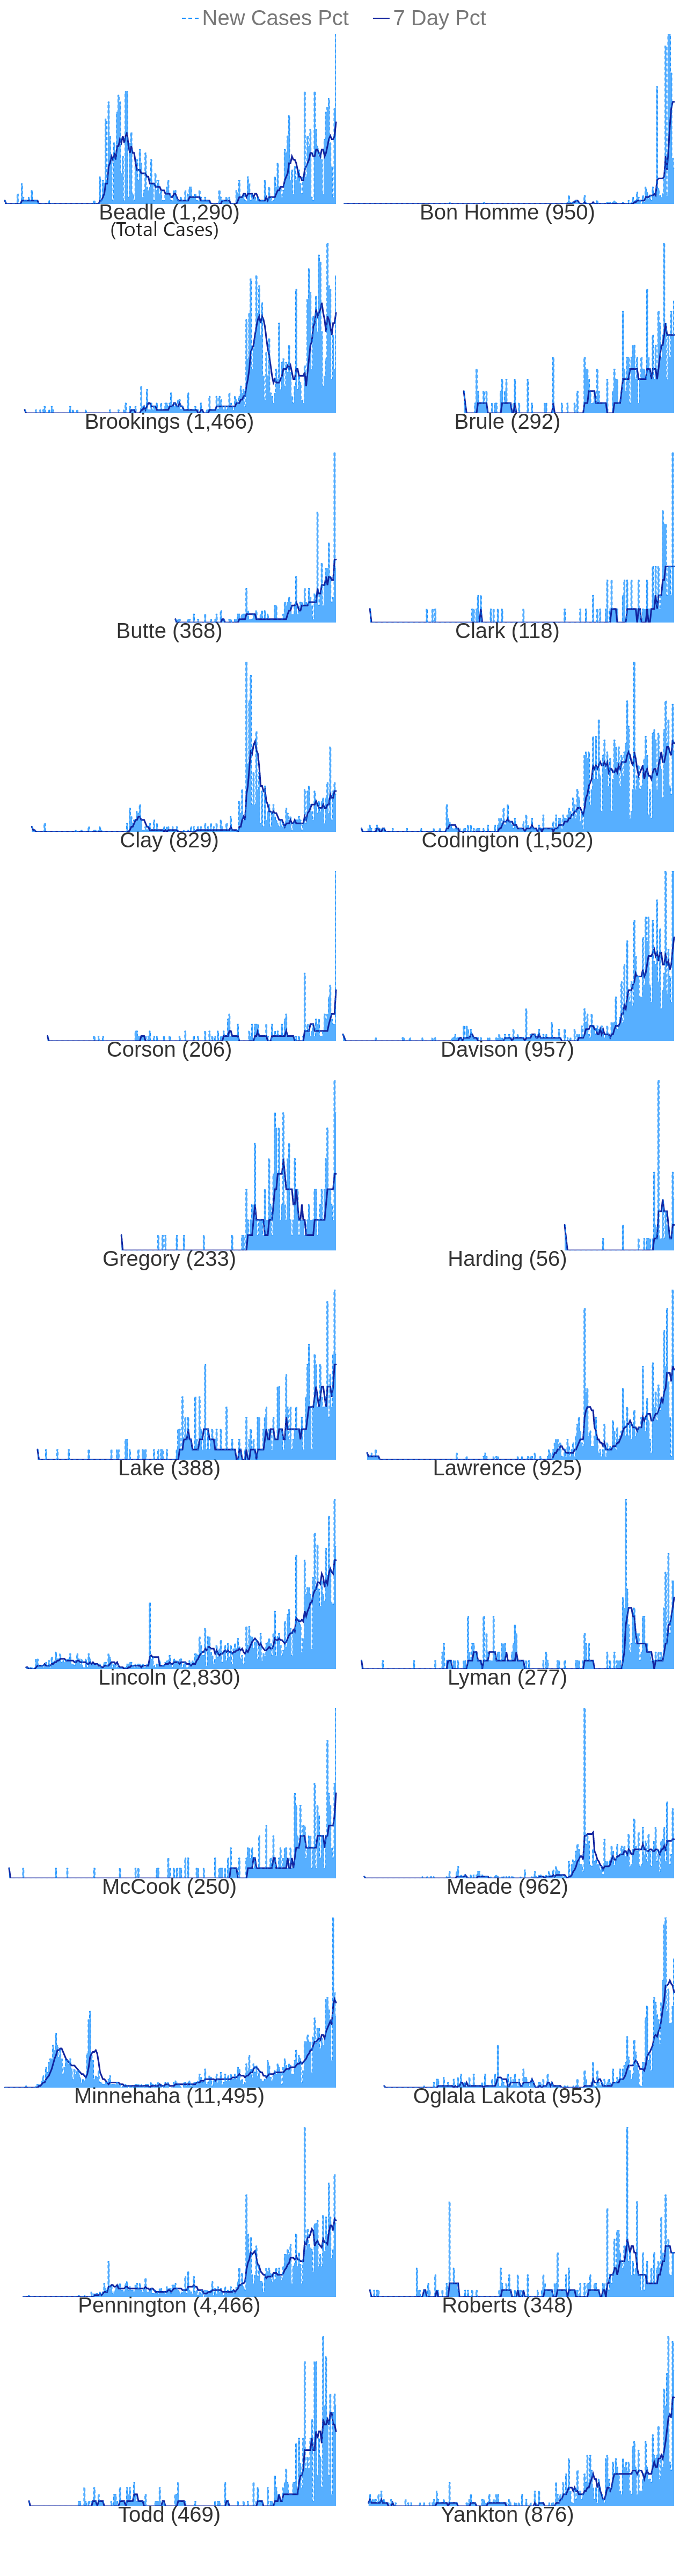 New Cases Pct 7 Day Pct
Beadle (1,290) Bon Homme (950)
(Total Cases)
Brookings (1,466) Brule (292)
Butte (368) Clark (118)
Clay (829) Codington (1,502)
Corson (206) Davison (957)
Gregory (233) Harding (56)
Lake (388) Lawrence (925)
Lincoln (2,830) Lyman (277)
McCook (250) Meade (962)
Minnehaha (11,495) Oglala Lakota (953)
Pennington (4,466) Roberts (348)
Todd (469) Yankton (876)